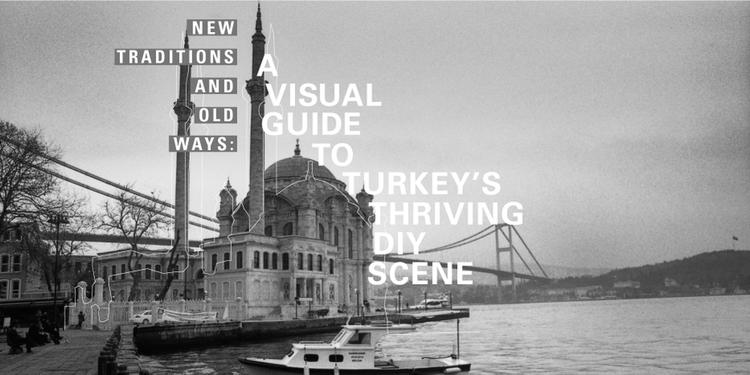 NEW
TRADITIONS
AND
OLD
WAYS:
A
VISUAL
GUIDE
TO
TURKEY'S
THRIVING
DIY
SCENE